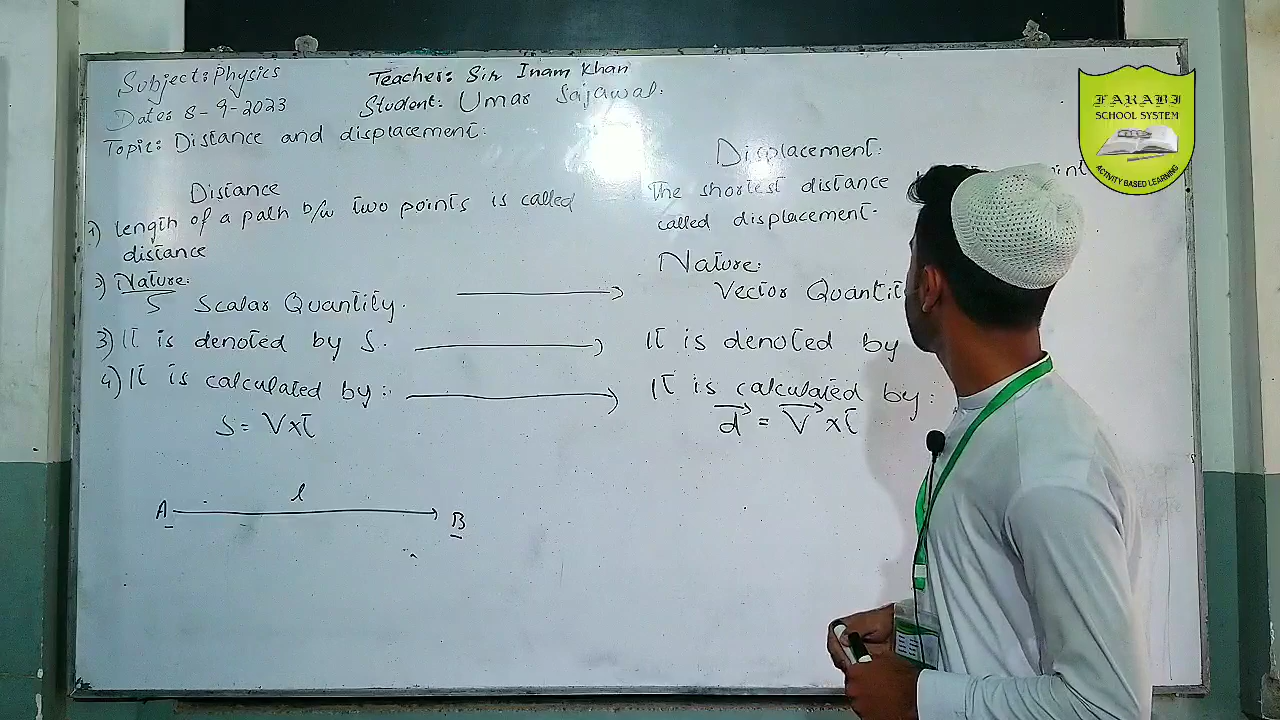 Subject: Physics
Teacher: Sir Inam Khan
Date: 8-9-2023
Student: Umar Sajawal.
Topic: Distance and displacement:
Distance
1) length of a path b/w two points is called
distance
2) Nature:
S Scalar Quantity.
3) It is denoted by S.
4) It is calculated by:
S = V x t
A l B
Displacement:
The shortest distance
called displacement.
Nature:
Vector Quantit
It is denoted by
It is calculated by:
d = V x t
FARABI
SCHOOL SYSTEM
ACTIVITY BASED LEARNING